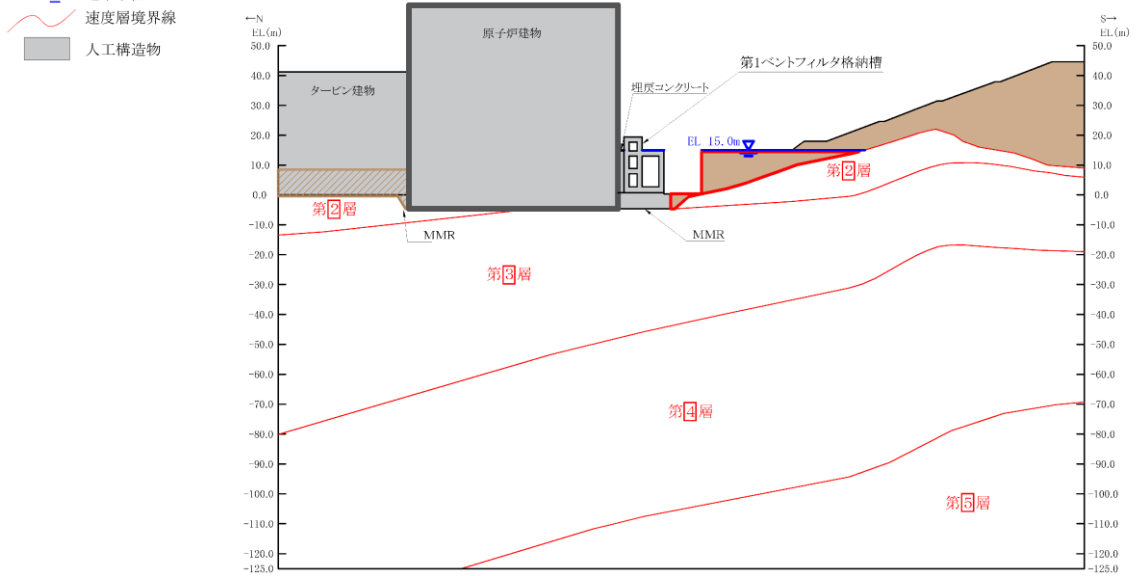 速度層境界線
人工構造物
←N
EL(m)
S→
EL(m)
50.0
40.0
30.0
20.0
10.0
0.0
-10.0
-20.0
-30.0
-40.0
-50.0
-60.0
-70.0
-80.0
-90.0
-100.0
-110.0
-120.0
-125.0
原子炉建物
タービン建物
第1ベントフィルタ格納槽
埋戻コンクリート
EL 15.0m
第2層
第2層
MMR
MMR
第3層
第4層
第5層
50.0
40.0
30.0
20.0
10.0
0.0
-10.0
-20.0
-30.0
-40.0
-50.0
-60.0
-70.0
-80.0
-90.0
-100.0
-110.0
-120.0
-125.0